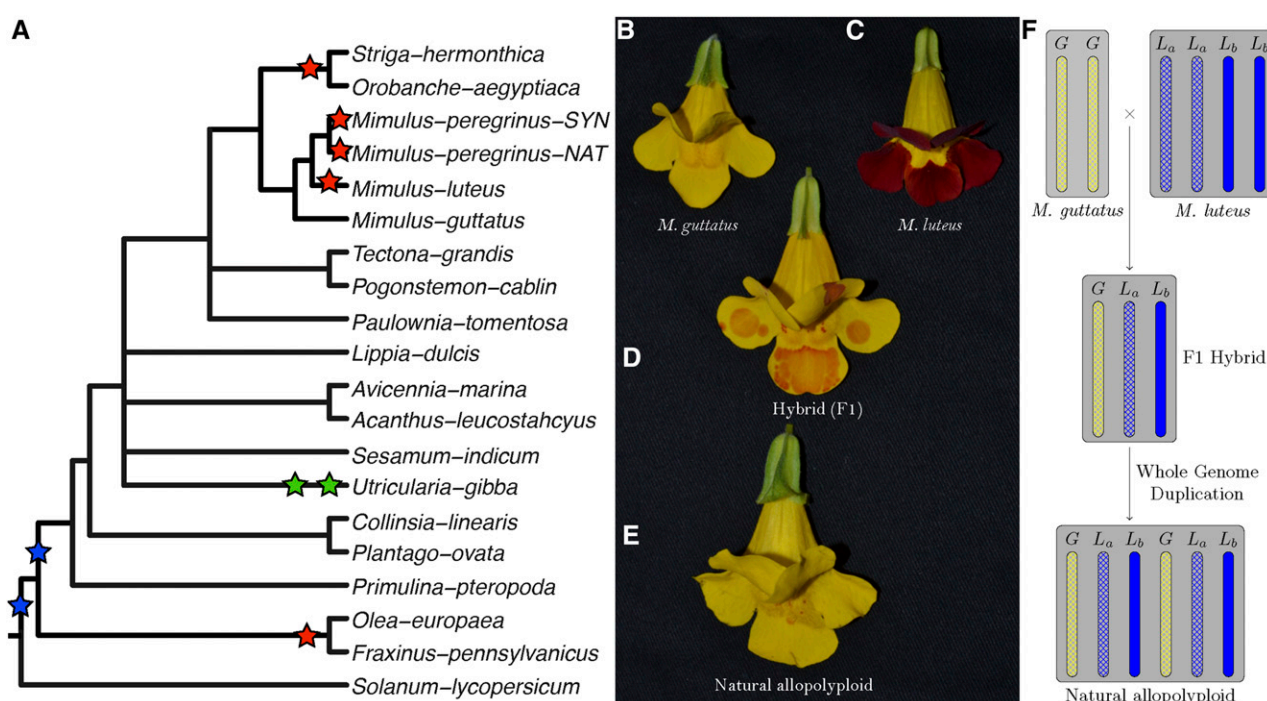 A
Striga-hermonthica
Orobanche-aegyptiaca
Mimulus-peregrinus-SYN
Mimulus-peregrinus-NAT
Mimulus-luteus
Mimulus-guttatus
Tectona-grandis
Pogonstemon-cablin
Paulownia-tomentosa
Lippia-dulcis
Avicennia-marina
Acanthus-leucostahcyus
Sesamum-indicum
Utricularia-gibba
Collinsia-linearis
Plantago-ovata
Primulina-pteropoda
Olea-europaea
Fraxinus-pennsylvanicus
Solanum-lycopersicum
B
M. guttatus
C
M. luteus
D
Hybrid (F1)
E
Natural allopolyploid
F
G G
M. guttatus
×
La La Lb Lb
M. luteus
G La Lb
F1 Hybrid
Whole Genome
Duplication
G La Lb G La Lb
Natural allopolyploid